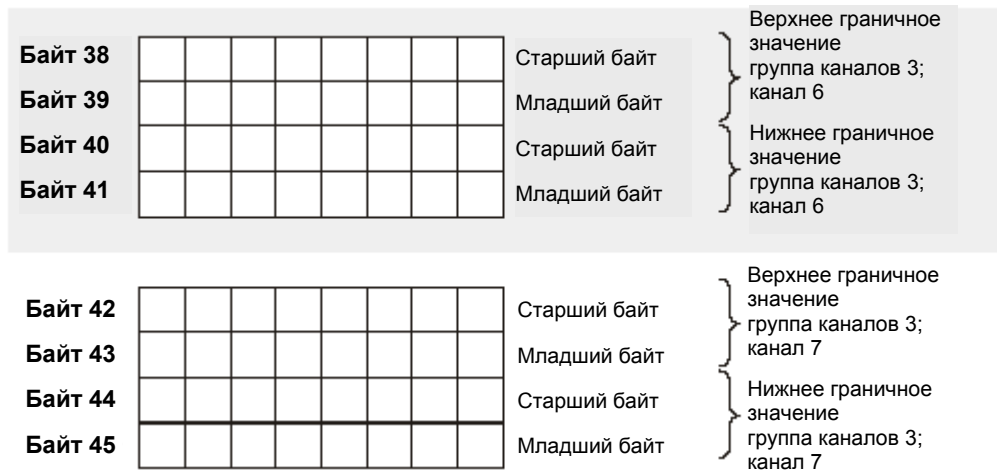 Байт 38
Старший байт
Верхнее граничное
значение
группа каналов 3;
канал 6
Байт 39
Младший байт
Байт 40
Старший байт
Нижнее граничное
значение
группа каналов 3;
канал 6
Байт 41
Младший байт
Байт 42
Старший байт
Верхнее граничное
значение
группа каналов 3;
канал 7
Байт 43
Младший байт
Байт 44
Старший байт
Нижнее граничное
значение
группа каналов 3;
канал 7
Байт 45
Младший байт